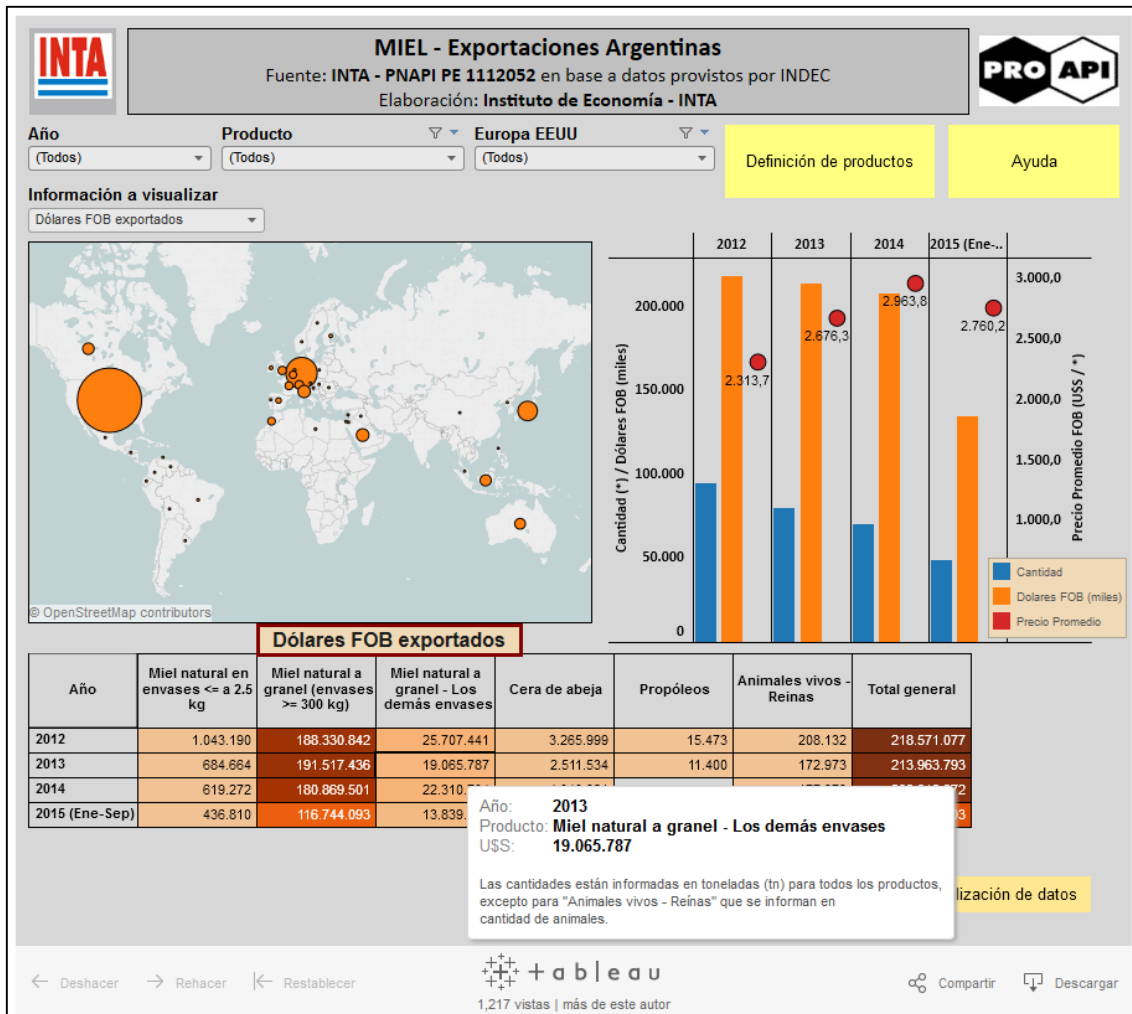 INTA
MIEL - Exportaciones Argentinas
Fuente: INTA - PNAPI PE 1112052 en base a datos provistos por INDEC
Elaboración: Instituto de Economía - INTA
PRO API
Año
(Todos)
Producto
(Todos)
Europa EEUU
(Todos)
Definición de productos
Ayuda
Información a visualizar
Dólares FOB exportados
© OpenStreetMap contributors
2012 2013 2014 2015 (Ene-..
Cantidad (*) / Dólares FOB (miles)
200.000
150.000
100.000
50.000
0
2.313,7
2.676,3
2.963,8
2.760,2
3.000,0
2.500,0
2.000,0
1.500,0
1.000,0
Precio Promedio FOB (U$S / *)
Cantidad
Dolares FOB (miles)
Precio Promedio
Dólares FOB exportados
Año
Miel natural en envases <= a 2.5 kg
Miel natural a granel (envases >= 300 kg)
Miel natural a granel - Los demás envases
Cera de abeja
Propóleos
Animales vivos - Reinas
Total general
2012 1.043.190 188.330.842 25.707.441 3.265.999 15.473 208.132 218.571.077
2013 684.664 191.517.436 19.065.787 2.511.534 11.400 172.973 213.963.793
2014 619.272 180.869.501 22.310.
2015 (Ene-Sep) 436.810 116.744.093 13.839.
Año: 2013
Producto: Miel natural a granel - Los demás envases
U$S: 19.065.787
Las cantidades están informadas en toneladas (tn) para todos los productos,
excepto para "Animales vivos - Reínas" que se informan en
cantidad de animales.
lización de datos
Deshacer
Rehacer
Restablecer
+ a b l e a u
1,217 vistas | más de este autor
Compartir
Descargar